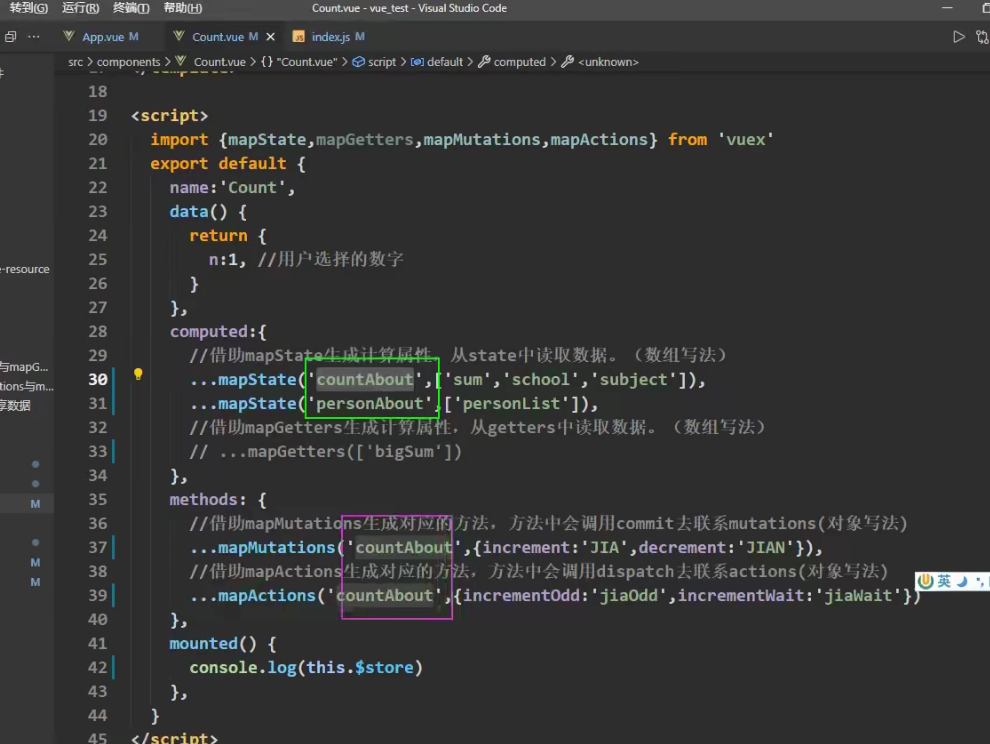 转到(G) 运行(R) 终端(T) 帮助(H) Count.vue - vue_test - Visual Studio Code
App.vue M Count.vue M index.js M
src > components > Count.vue > {} "Count.vue" > script > default > computed > <unknown>
18
19 <script>
20 import {mapState,mapGetters,mapMutations,mapActions} from 'vuex'
21 export default {
22 name:'Count',
23 data() {
24 return {
25 n:1, //用户选择的数字
26 }
27 },
28 computed:{
29 //借助mapState生成计算属性，从state中读取数据。（数组写法）
30 ...mapState('countAbout',['sum','school','subject']),
31 ...mapState('personAbout',['personList']),
32 //借助mapGetters生成计算属性，从getters中读取数据。（数组写法）
33 // ...mapGetters(['bigSum'])
34 },
35 methods: {
36 //借助mapMutations生成对应的方法，方法中会调用commit去联系mutations(对象写法)
37 ...mapMutations('countAbout',{increment:'JIA',decrement:'JIAN'}),
38 //借助mapActions生成对应的方法，方法中会调用dispatch去联系actions(对象写法)
39 ...mapActions('countAbout',{incrementOdd:'jiaOdd',incrementWait:'jiaWait'})
40 },
41 mounted() {
42 console.log(this.$store)
43 },
44 }
45 </script>
e-resource
与mapG...
tions与m...
享数据
M
M
M
英